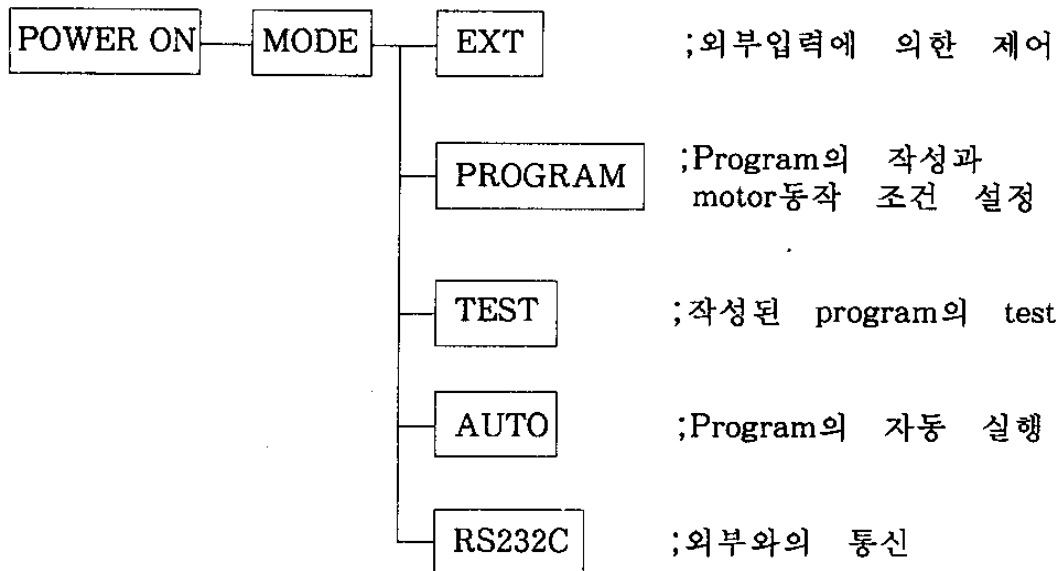 POWER ON MODE EXT ;외부입력에 의한 제어
PROGRAM ;Program의 작성과
motor동작 조건 설정
TEST ;작성된 program의 test
AUTO ;Program의 자동 실행
RS232C ;외부와의 통신